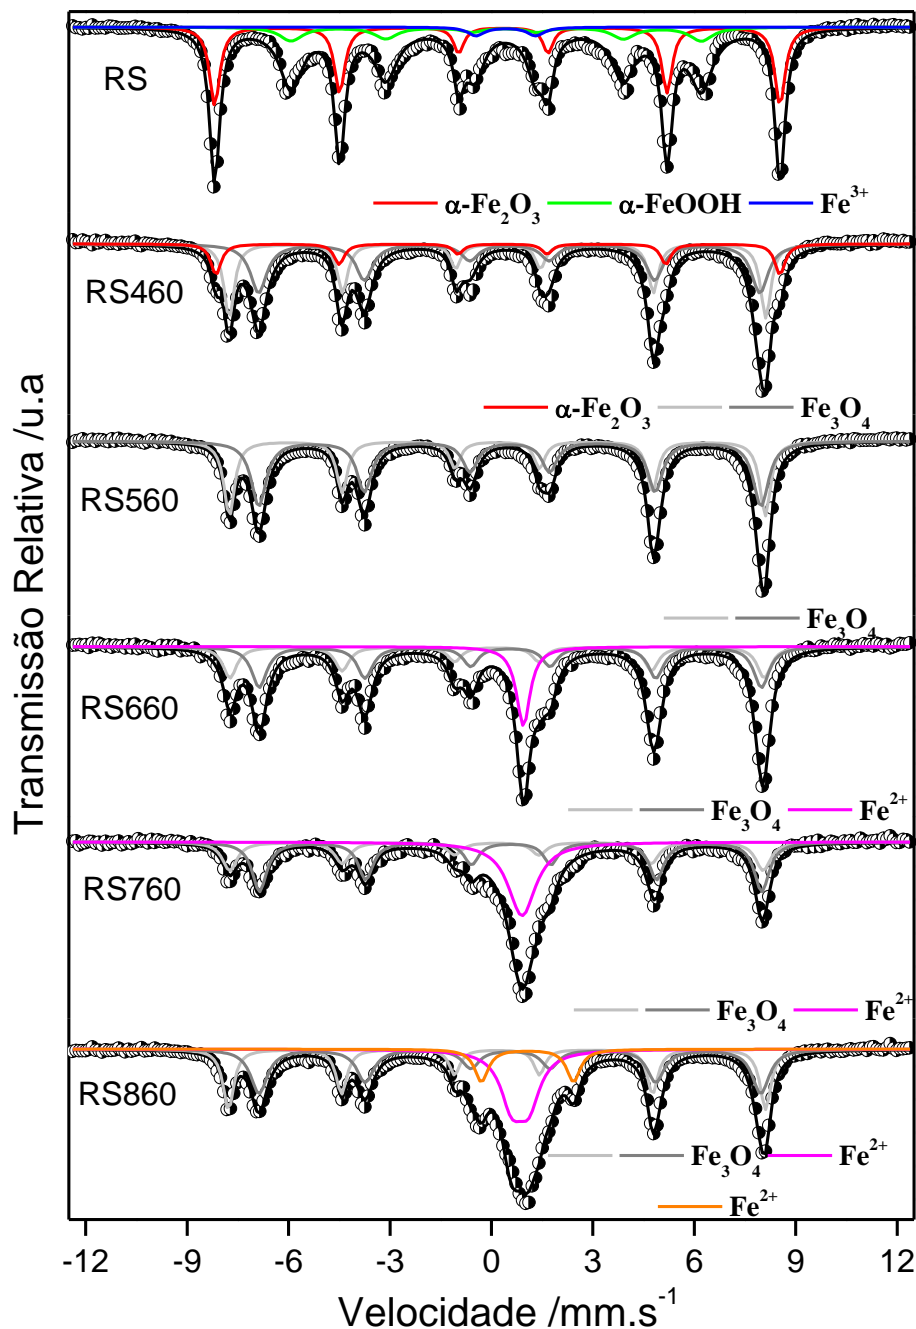 RS
α-Fe₂O₃ α-FeOOH Fe³⁺
RS460
α-Fe₂O₃ Fe₃O₄
RS560
Fe₃O₄
RS660
Fe₃O₄ Fe²⁺
RS760
Fe₃O₄ Fe²⁺
RS860
Fe₃O₄ Fe²⁺
Fe²⁺
Transmissão Relativa /u.a
-12 -9 -6 -3 0 3 6 9 12
Velocidade /mm.s⁻¹